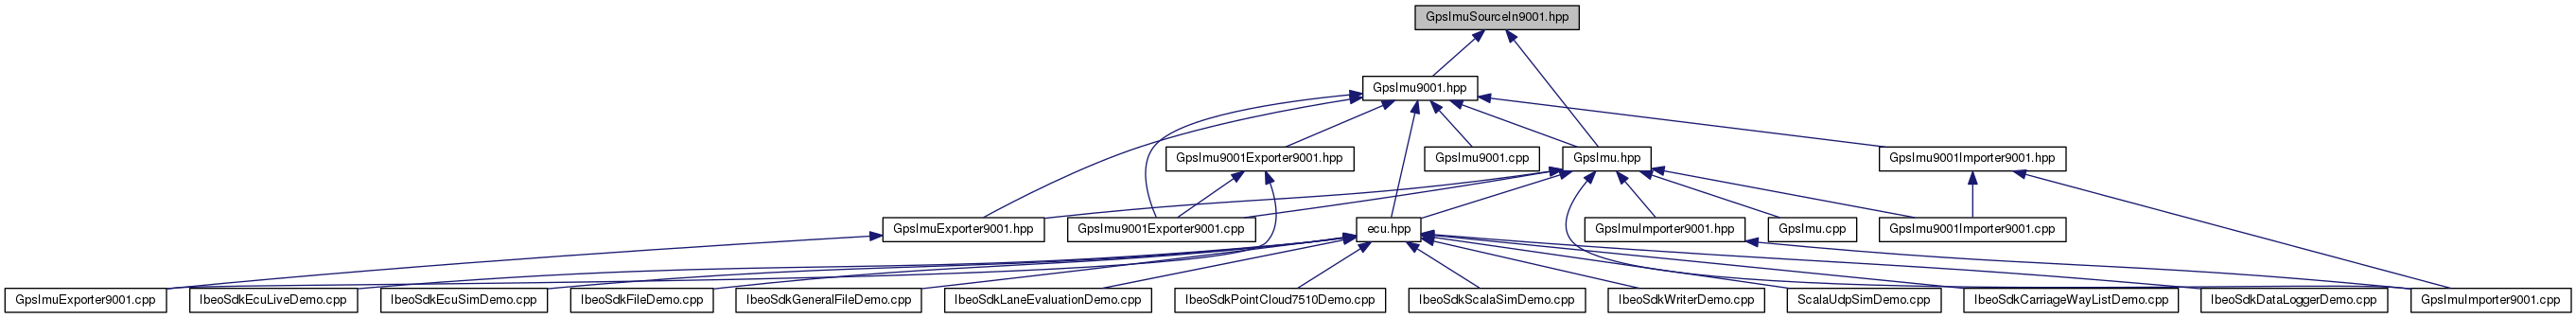 GpsImuSourceIn9001.hpp
GpsImu9001.hpp
GpsImu9001Exporter9001.hpp
GpsImu9001.cpp
GpsImu.hpp
GpsImu9001Importer9001.hpp
GpsImuExporter9001.hpp
GpsImu9001Exporter9001.cpp
ecu.hpp
GpsImuImporter9001.hpp
GpsImu.cpp
GpsImu9001Importer9001.cpp
GpsImuExporter9001.cpp
IbeoSdkEcuLiveDemo.cpp
IbeoSdkEcuSimDemo.cpp
IbeoSdkFileDemo.cpp
IbeoSdkGeneralFileDemo.cpp
IbeoSdkLaneEvaluationDemo.cpp
IbeoSdkPointCloud7510Demo.cpp
IbeoSdkScalaSimDemo.cpp
IbeoSdkWriterDemo.cpp
ScalaUdpSimDemo.cpp
IbeoSdkCarriageWayListDemo.cpp
IbeoSdkDataLoggerDemo.cpp
GpsImuImporter9001.cpp